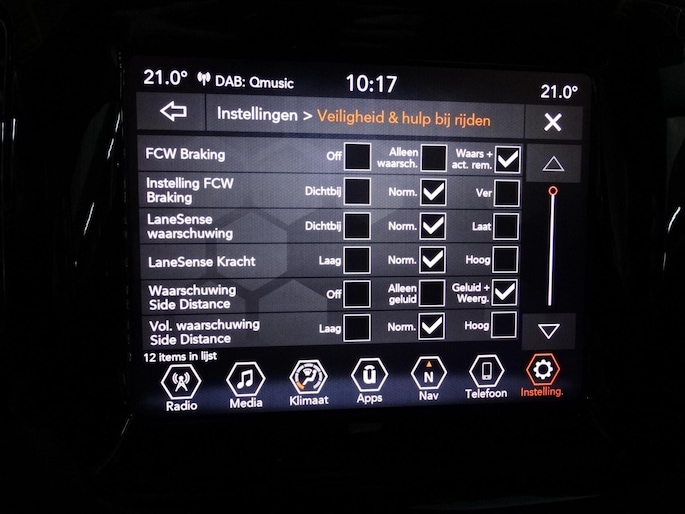 21.0° DAB: Qmusic 10:17 21.0°
Instellingen > Veiligheid & hulp bij rijden
FCW Braking Off Alleen waarsch. Waars + act. rem.
Instelling FCW Braking Dichtbij Norm. Ver
LaneSense waarschuwing Dichtbij Norm. Laat
LaneSense Kracht Laag Norm. Hoog
Waarschuwing Side Distance Off Alleen geluid Geluid + Weerg.
Vol. waarschuwing Side Distance Laag Norm. Hoog
12 items in lijst
û N
Radio Media Klimaat Apps Nav Telefoon Instelling.